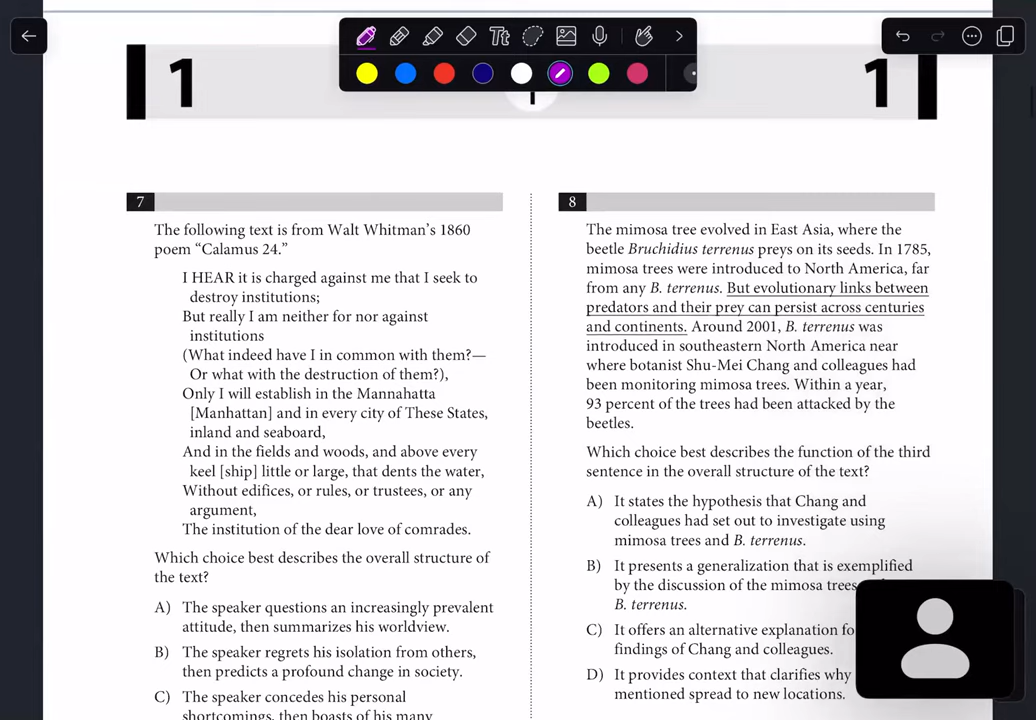 1
1
7
The following text is from Walt Whitman's 1860
poem "Calamus 24."
I HEAR it is charged against me that I seek to
destroy institutions;
But really I am neither for nor against
institutions
(What indeed have I in common with them?—
Or what with the destruction of them?),
Only I will establish in the Mannahatta
[Manhattan] and in every city of These States,
inland and seaboard,
And in the fields and woods, and above every
keel [ship] little or large, that dents the water,
Without edifices, or rules, or trustees, or any
argument,
The institution of the dear love of comrades.
Which choice best describes the overall structure of
the text?
A) The speaker questions an increasingly prevalent
attitude, then summarizes his worldview.
B) The speaker regrets his isolation from others,
then predicts a profound change in society.
C) The speaker concedes his personal
shortcomings, then boasts of his many
8
The mimosa tree evolved in East Asia, where the
beetle Bruchidius terrenus preys on its seeds. In 1785,
mimosa trees were introduced to North America, far
from any B. terrenus. But evolutionary links between
predators and their prey can persist across centuries
and continents. Around 2001, B. terrenus was
introduced in southeastern North America near
where botanist Shu-Mei Chang and colleagues had
been monitoring mimosa trees. Within a year,
93 percent of the trees had been attacked by the
beetles.
Which choice best describes the function of the third
sentence in the overall structure of the text?
A) It states the hypothesis that Chang and
colleagues had set out to investigate using
mimosa trees and B. terrenus.
B) It presents a generalization that is exemplified
by the discussion of the mimosa trees
B. terrenus.
C) It offers an alternative explanation
findings of Chang and colleagues.
D) It provides context that clarifies why
mentioned spread to new locations.
Tt